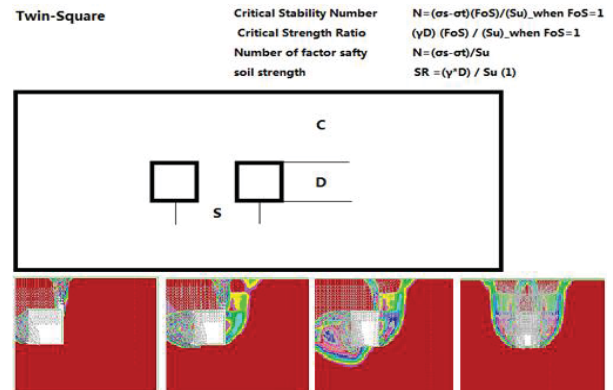 Twin-Square
Critical Stability Number N=(σs-σt)(FoS)/(Su)_when FoS=1
Critical Strength Ratio (γD) (FoS) / (Su)_when FoS=1
Number of factor safty N=(σs-σt)/Su
soil strength SR =(γ*D) / Su (1)
C
D
S